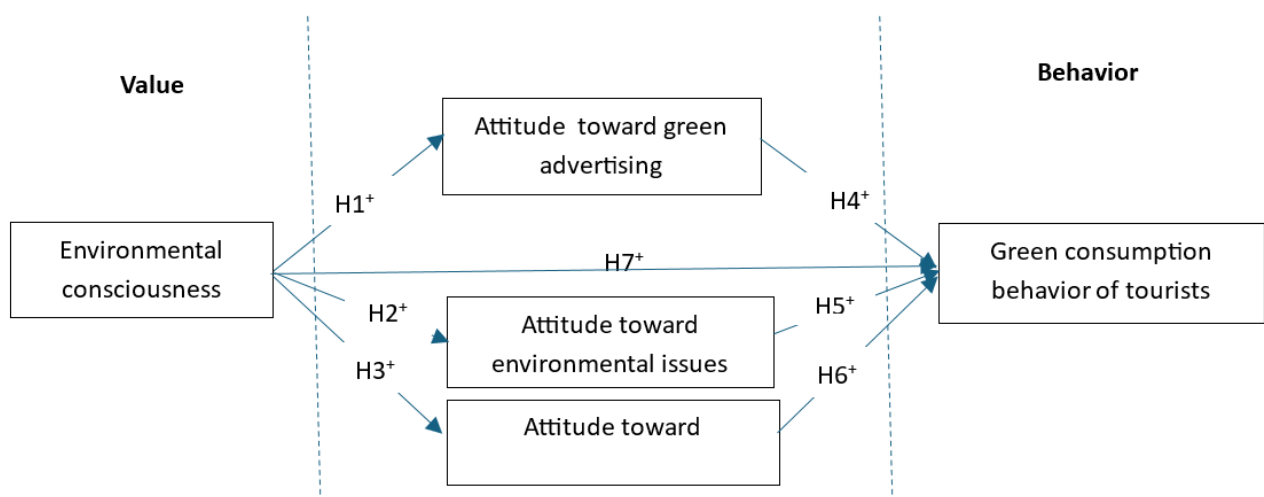 Value
Behavior
Attitude toward green
advertising
H1⁺
H4⁺
Environmental
consciousness
H7⁺
Green consumption
behavior of tourists
H2⁺
H5⁺
Attitude toward
environmental issues
H3⁺
H6⁺
Attitude toward